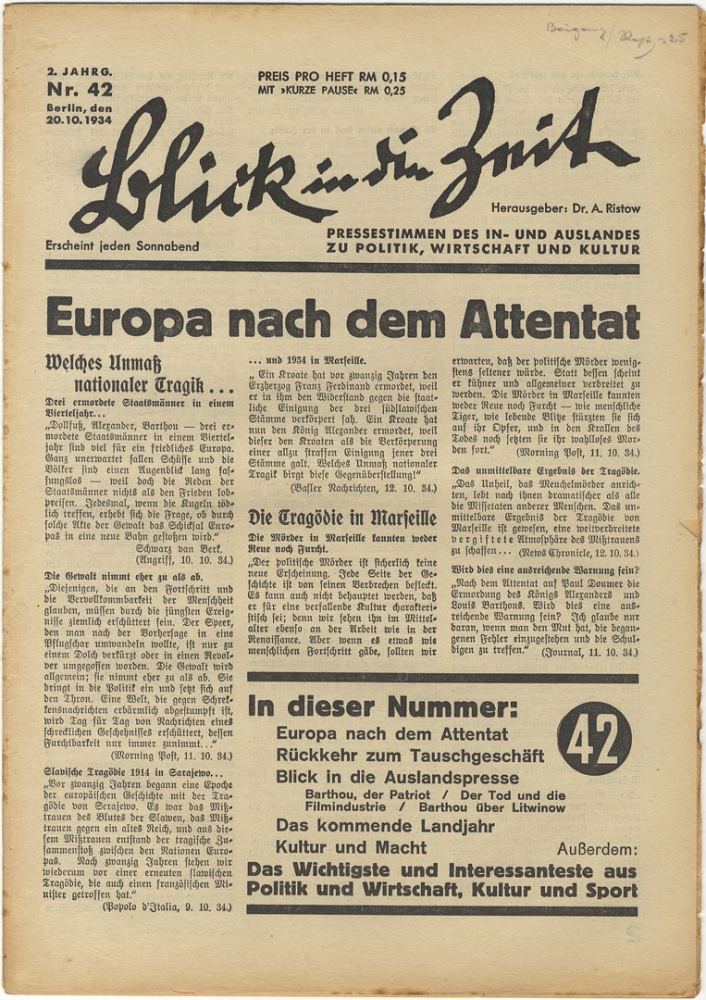 2. JAHRG.
Nr. 42
Berlin, den
20.10.1934
PREIS PRO HEFT RM 0,15
MIT »KURZE PAUSE« RM 0,25
Blick in die Zeit
Herausgeber: Dr. A. Ristow
Erscheint jeden Sonnabend
PRESSESTIMMEN DES IN- UND AUSLANDES
ZU POLITIK, WIRTSCHAFT UND KULTUR
Europa nach dem Attentat
Welches Unmaß
nationaler Tragik ...
Drei ermordete Staatsmänner in einem
Vierteljahr...
„Dollfuß, Alexander, Barthou — drei er-
mordete Staatsmänner in einem Viertel-
jahr sind viel für ein friedliches Europa.
Ganz unerwartet fallen Schüsse und die
Völker sind einen Augenblick lang fas-
sungslos — weil doch die Reden der
Staatsmänner nichts als den Frieden lob-
preisen. Jedesmal, wenn die Kugeln töd-
lich treffen, erhebt sich die Frage, ob durch
solche Akte der Gewalt das Schicksal Euro-
pas in eine neue Bahn gestoßen wird.“
Schwarz van Berk.
(Angriff, 10. 10. 34.)
Die Gewalt nimmt eher zu als ab.
„Diejenigen, die an den Fortschritt und
die Vervollkommbarkeit der Menschheit
glauben, müssen durch die jüngsten Ereig-
nisse ziemlich erschüttert sein. Der Speer,
den man nach der Vorhersage in eine
Pflugschar umwandeln wollte, ist nur zu
einem Dolch verkürzt oder in einen Revol-
ver umgegossen worden. Die Gewalt wird
allgemein; sie nimmt eher zu als ab. Sie
dringt in die Politik ein und setzt sich auf
den Thron. Eine Welt, die gegen Schrek-
kensnachrichten erbärmlich abgestumpft ist,
wird Tag für Tag von Nachrichten eines
schrecklichen Geschehnisses erschüttert, dessen
Furchtbarkeit nur immer zunimmt...“
(Morning Post, 11. 10. 34.)
Slavische Tragödie 1914 in Sarajewo...
„Vor zwanzig Jahren begann eine Epoche
der europäischen Geschichte mit der Tra-
gödie von Serajewo. Es war das Miß-
trauen des Blutes der Slawen, das Miß-
trauen gegen ein altes Reich, und aus die-
sem Mißtrauen entstand der tragische Zu-
sammenstoß zwischen den Nationen Euro-
pas. Nach zwanzig Jahren stehen wir
wiederum vor einer erneuten slawischen
Tragödie, die auch einen französischen Mi-
nister getroffen hat.“
(Popolo d'Italia, 9. 10. 34.)
... und 1934 in Marseille.
„ Ein Kroate hat vor zwanzig Jahren den
Erzherzog Franz Ferdinand ermordet, weil
er in ihm den Widerstand gegen die staat-
liche Einigung der drei südslawischen
Stämme verkörpert sah. Ein Kroate hat
nun den König Alexander ermordet, weil
dieser den Kroaten als die Verkörperung
einer allzu straffen Einigung jener drei
Stämme galt. Welches Unmaß nationaler
Tragik birgt diese Gegenüberstellung!“
(Basler Nachrichten, 12. 10. 34.)
Die Tragödie in Marseille
Die Mörder in Marseille kannten weder
Reue noch Furcht.
„Der politische Mörder ist sicherlich keine
neue Erscheinung. Jede Seite der Ge-
schichte ist von seinen Verbrechen befleckt.
Es kann auch nicht behauptet werden, daß
er für eine verfallende Kultur charakteri-
stisch sei; denn wir sehen ihn im Mittel-
alter ebenso an der Arbeit wie in der
Renaissance. Aber wenn es etwas wie
menschlichen Fortschritt gäbe, sollten wir
erwarten, daß der politische Mörder wenig-
stens seltener würde. Statt dessen scheint
er kühner und allgemeiner verbreitet zu
werden. Die Mörder in Marseille kannten
weder Reue noch Furcht — wie menschliche
Tiger, wie lebende Blitze stürzten sie sich
auf ihr Opfer, und in den Krallen des
Todes noch setzten sie ihr wahlloses Mor-
den fort.“ (Morning Post, 11. 10. 34.)
Das unmittelbare Ergebnis der Tragödie.
„Das Unheil, das Meuchelmörder anrich-
ten, lebt nach ihnen dramatischer als alle
die Missetaten anderer Menschen. Das un-
mittelbare Ergebnis der Tragödie von
Marseille ist gewesen, eine weitverbreitete
vergiftete Atmosphäre des Mißtrauens
zu schaffen... (News Chronicle, 12. 10. 34.)
Wird dies eine ausreichende Warnung sein?
„Nach dem Attentat auf Paul Doumer die
Ermordung des Königs Alexanders und
Louis Barthous. Wird dies eine aus-
reichende Warnung sein? Ich glaube nur
daran, wenn man den Mut hat, die began-
genen Fehler einzugestehen und die Schul-
digen zu treffen.“ (Journal, 11. 10. 34.)
In dieser Nummer:
42
Europa nach dem Attentat
Rückkehr zum Tauschgeschäft
Blick in die Auslandspresse
Barthou, der Patriot / Der Tod und die
Filmindustrie / Barthou über Litwinow
Das kommende Landjahr
Kultur und Macht
Außerdem:
Das Wichtigste und Interessanteste aus
Politik und Wirtschaft, Kultur und Sport